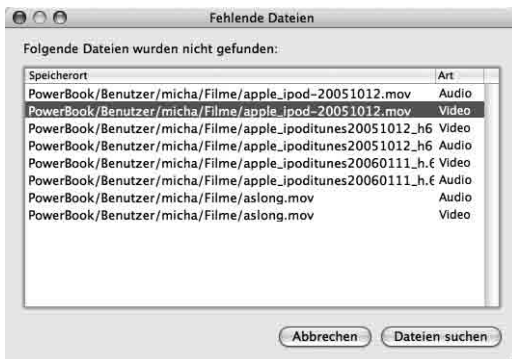 Fehlende Dateien
Folgende Dateien wurden nicht gefunden:
Speicherort Art
PowerBook/Benutzer/micha/Filme/apple_ipod-20051012.mov Audio
PowerBook/Benutzer/micha/Filme/apple_ipod-20051012.mov Video
PowerBook/Benutzer/micha/Filme/apple_ipoditunes20051012_h6 Video
PowerBook/Benutzer/micha/Filme/apple_ipoditunes20051012_h6 Audio
PowerBook/Benutzer/micha/Filme/apple_ipoditunes20060111_h.6 Video
PowerBook/Benutzer/micha/Filme/apple_ipoditunes20060111_h.6 Audio
PowerBook/Benutzer/micha/Filme/aslong.mov Audio
PowerBook/Benutzer/micha/Filme/aslong.mov Video
Abbrechen Dateien suchen